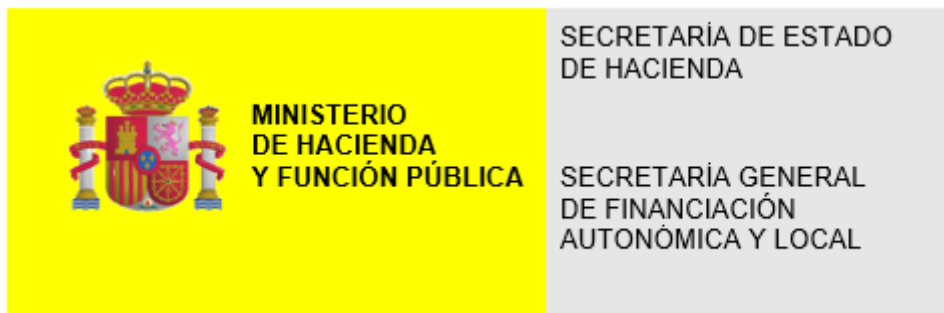 MINISTERIO
DE HACIENDA
Y FUNCIÓN PÚBLICA
SECRETARÍA DE ESTADO
DE HACIENDA
SECRETARÍA GENERAL
DE FINANCIACIÓN
AUTONÓMICA Y LOCAL